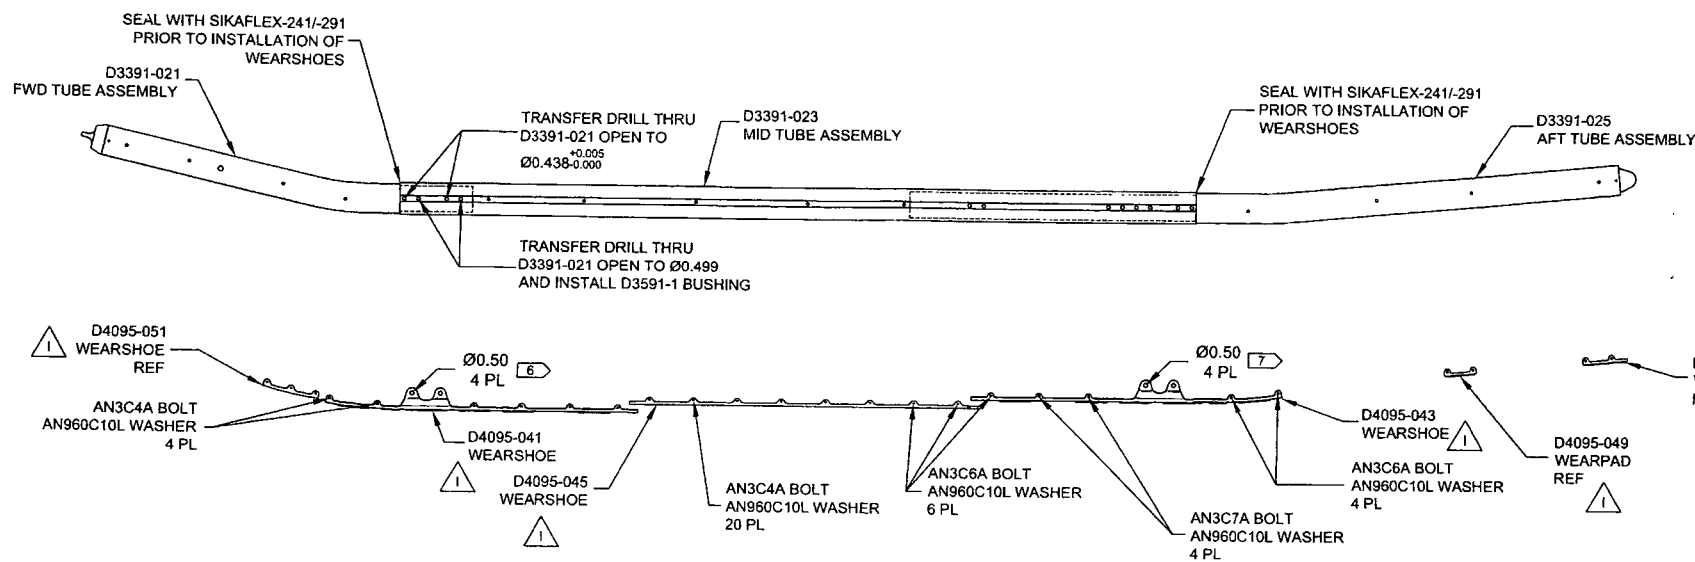 SEAL WITH SIKAFLEX-241/-291
PRIOR TO INSTALLATION OF
WEARSHOES
D3391-021
FWD TUBE ASSEMBLY
TRANSFER DRILL THRU
D3391-021 OPEN TO
Ø0.438 +0.005 -0.000
D3391-023
MID TUBE ASSEMBLY
SEAL WITH SIKAFLEX-241/-291
PRIOR TO INSTALLATION OF
WEARSHOES
D3391-025
AFT TUBE ASSEMBLY
TRANSFER DRILL THRU
D3391-021 OPEN TO Ø0.499
AND INSTALL D3591-1 BUSHING
1
D4095-051
WEARSHOE
REF
Ø0.50
4 PL
6
AN3C4A BOLT
AN960C10L WASHER
4 PL
D4095-041
WEARSHOE
1
D4095-045
WEARSHOE
1
AN3C4A BOLT
AN960C10L WASHER
20 PL
AN3C6A BOLT
AN960C10L WASHER
6 PL
Ø0.50
4 PL
7
AN3C7A BOLT
AN960C10L WASHER
4 PL
D4095-043
WEARSHOE
1
AN3C6A BOLT
AN960C10L WASHER
4 PL
D4095-049
WEARPAD
REF
1